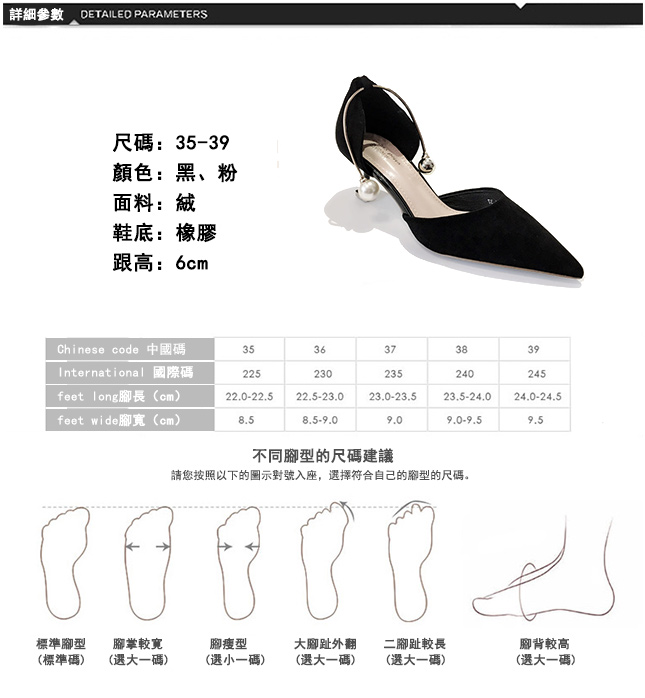 詳細參數 DETAILED PARAMETERS
尺碼：35-39
顏色：黑、粉
面料：絨
鞋底：橡膠
跟高：6cm
Chinese code 中國碼 35 36 37 38 39
International 國際碼 225 230 235 240 245
feet long腳長（cm） 22.0-22.5 22.5-23.0 23.0-23.5 23.5-24.0 24.0-24.5
feet wide腳寬（cm） 8.5 8.5-9.0 9.0 9.0-9.5 9.5
不同腳型的尺碼建議
請您按照以下的圖示對號入座，選擇符合自己的腳型的尺碼。
標準腳型 腳掌較寬 腳瘦型 大腳趾外翻 二腳趾較長 腳背較高
(標準碼) (選大一碼) (選小一碼) (選大一碼) (選大一碼) (選大一碼)